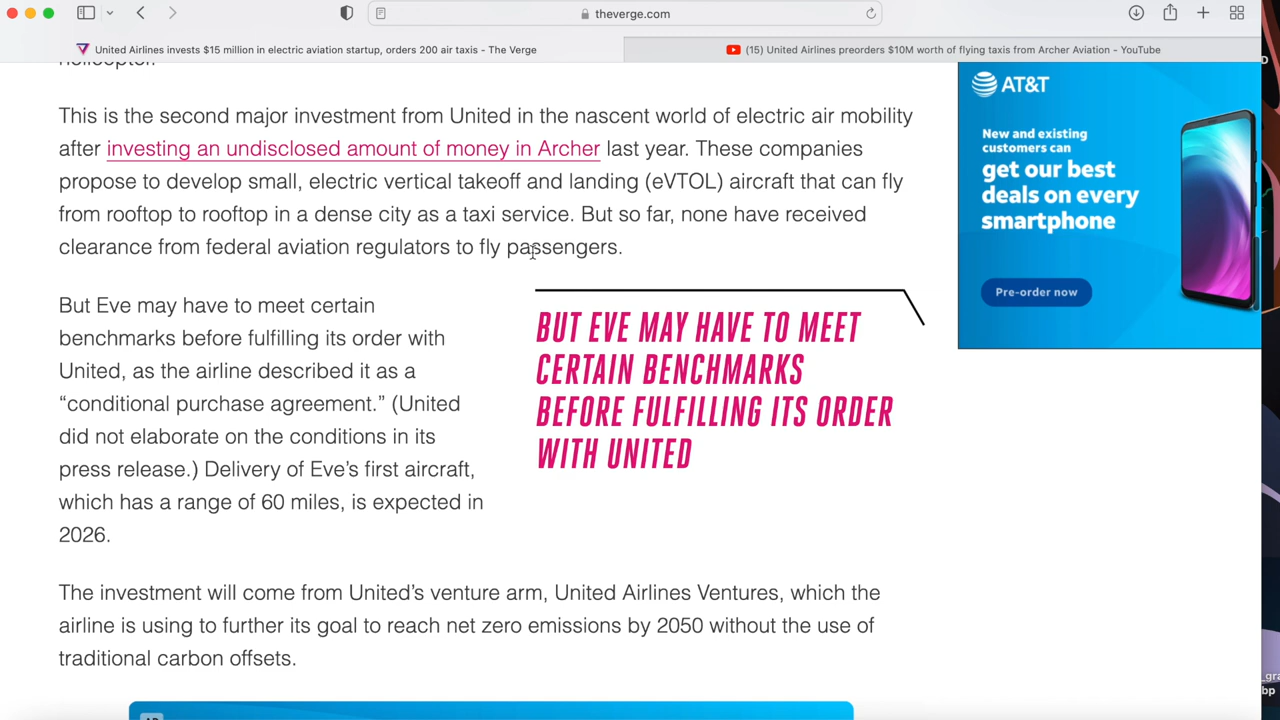 theverge.com
United Airlines invests $15 million in electric aviation startup, orders 200 air taxis - The Verge
(15) United Airlines preorders $10M worth of flying taxis from Archer Aviation - YouTube
helicopter.
This is the second major investment from United in the nascent world of electric air mobility
after investing an undisclosed amount of money in Archer last year. These companies
propose to develop small, electric vertical takeoff and landing (eVTOL) aircraft that can fly
from rooftop to rooftop in a dense city as a taxi service. But so far, none have received
clearance from federal aviation regulators to fly passengers.
But Eve may have to meet certain
benchmarks before fulfilling its order with
United, as the airline described it as a
“conditional purchase agreement.” (United
did not elaborate on the conditions in its
press release.) Delivery of Eve’s first aircraft,
which has a range of 60 miles, is expected in
2026.
BUT EVE MAY HAVE TO MEET
CERTAIN BENCHMARKS
BEFORE FULFILLING ITS ORDER
WITH UNITED
The investment will come from United’s venture arm, United Airlines Ventures, which the
airline is using to further its goal to reach net zero emissions by 2050 without the use of
traditional carbon offsets.
AT&T
New and existing
customers can
get our best
deals on every
smartphone
Pre-order now